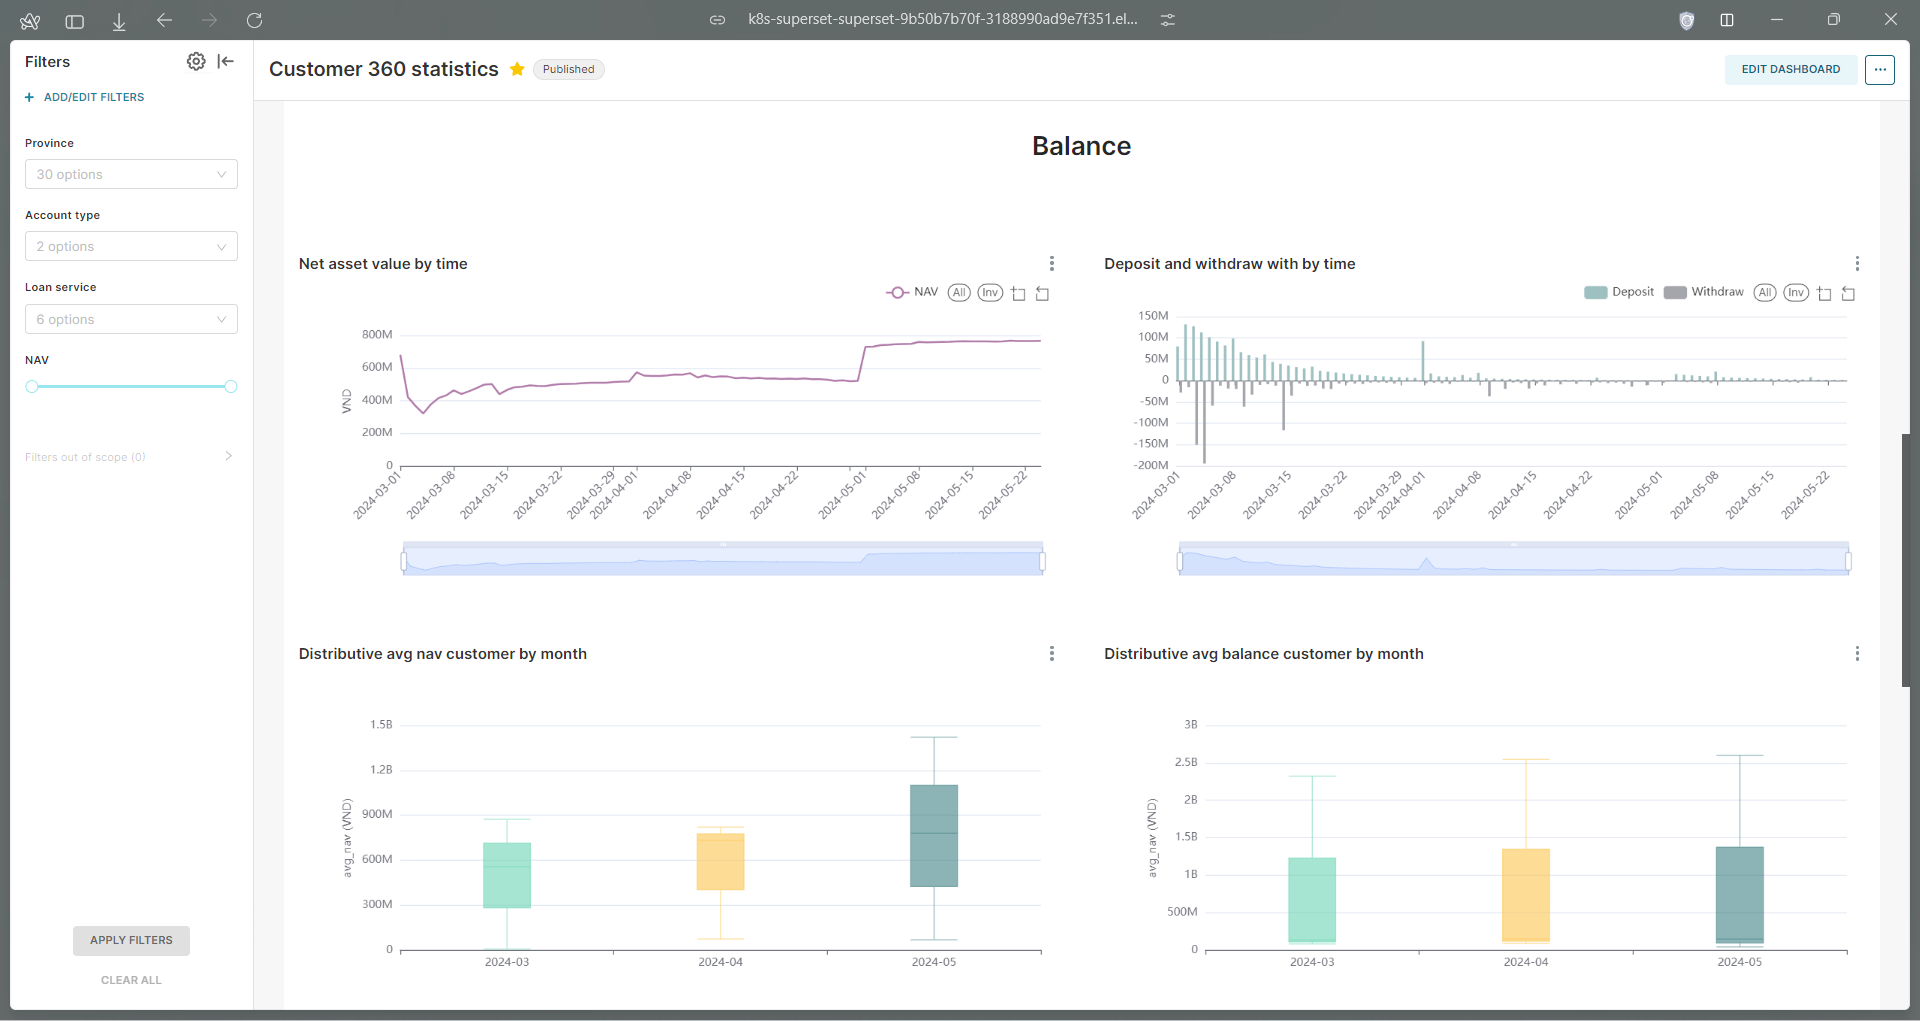 k8s-superset-superset-9b50b7b70f-3188990ad9e7f351.el...
Filters
ADD/EDIT FILTERS
Province
30 options
Account type
2 options
Loan service
6 options
NAV
Filters out of scope (0)
APPLY FILTERS
CLEAR ALL
Customer 360 statistics
Published
EDIT DASHBOARD
...
Balance
Net asset value by time
NAV All Inv
VND
800M
600M
400M
200M
0
2024-03-01 2024-03-08 2024-03-15 2024-03-22 2024-03-29 2024-04-01 2024-04-08 2024-04-15 2024-04-22 2024-05-01 2024-05-08 2024-05-15 2024-05-22
Deposit and withdraw with by time
Deposit Withdraw All Inv
150M
100M
50M
0
-50M
-100M
-150M
-200M
2024-03-01 2024-03-08 2024-03-15 2024-03-22 2024-03-29 2024-04-01 2024-04-08 2024-04-15 2024-04-22 2024-05-01 2024-05-08 2024-05-15 2024-05-22
Distributive avg nav customer by month
avg_nav (VND)
1.5B
1.2B
900M
600M
300M
0
2024-03 2024-04 2024-05
Distributive avg balance customer by month
avg_nav (VND)
3B
2.5B
2B
1.5B
1B
500M
0
2024-03 2024-04 2024-05